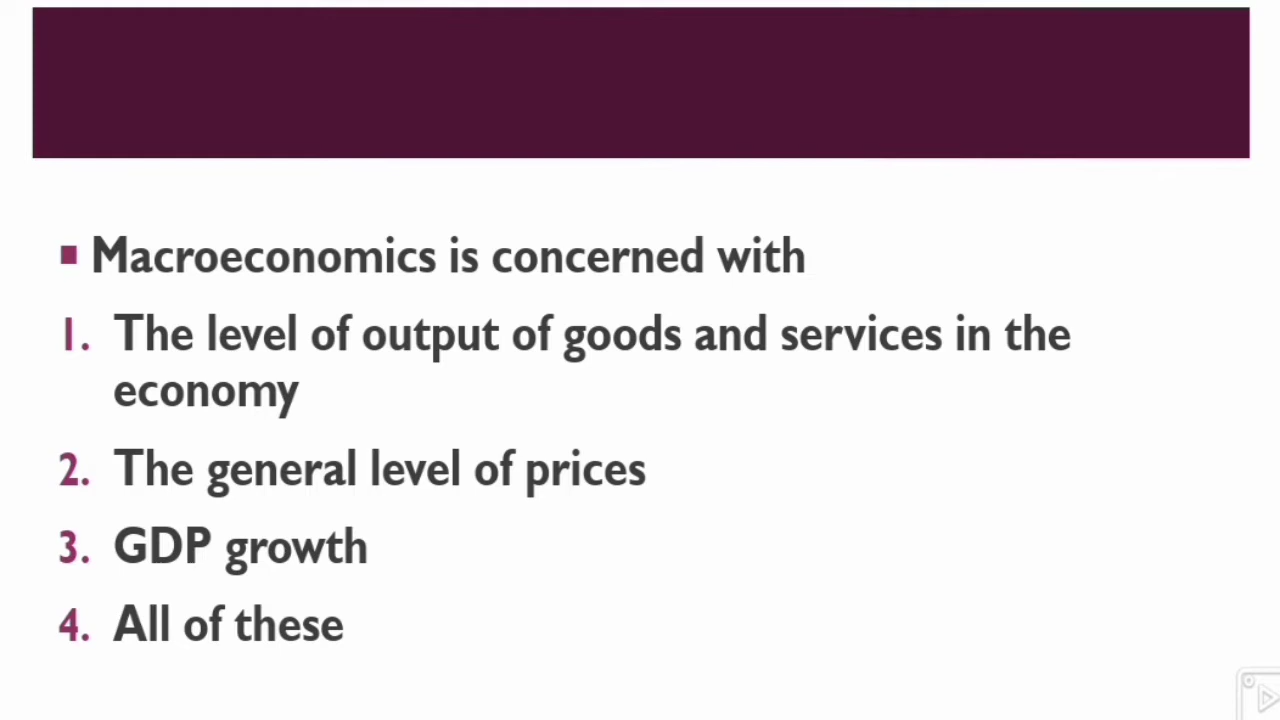 Macroeconomics is concerned with
1. The level of output of goods and services in the
economy
2. The general level of prices
3. GDP growth
4. All of these